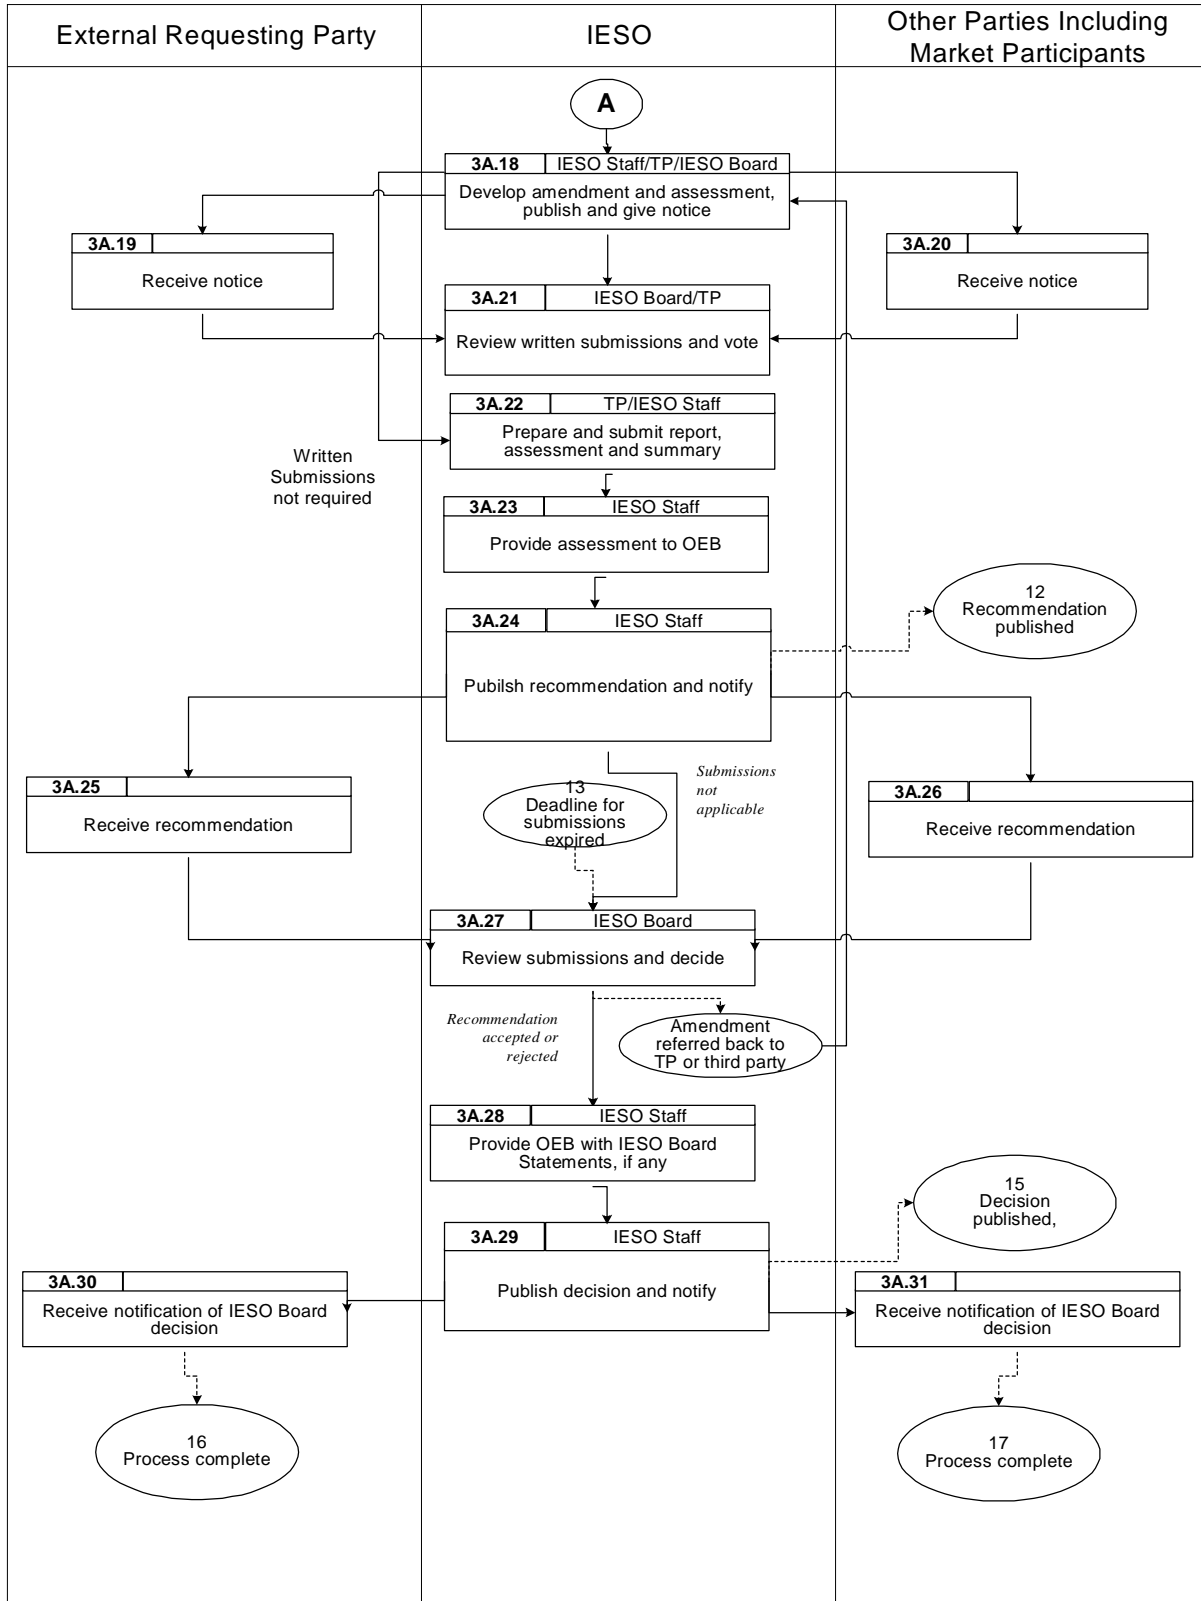 External Requesting Party
IESO
Other Parties Including
Market Participants
A
3A.18
IESO Staff/TP/IESO Board
Develop amendment and assessment,
publish and give notice
3A.19
Receive notice
3A.20
Receive notice
3A.21
IESO Board/TP
Review written submissions and vote
3A.22
TP/IESO Staff
Prepare and submit report,
assessment and summary
Written
Submissions
not required
3A.23
IESO Staff
Provide assessment to OEB
12
Recommendation
published
3A.24
IESO Staff
Pubilsh recommendation and notify
Submissions
not
applicable
3A.25
Receive recommendation
13
Deadline for
submissions
expired
3A.26
Receive recommendation
3A.27
IESO Board
Review submissions and decide
Recommendation
accepted or
rejected
Amendment
referred back to
TP or third party
3A.28
IESO Staff
Provide OEB with IESO Board
Statements, if any
15
Decision
published,
3A.29
IESO Staff
Publish decision and notify
3A.30
Receive notification of IESO Board
decision
3A.31
Receive notification of IESO Board
decision
16
Process complete
17
Process complete